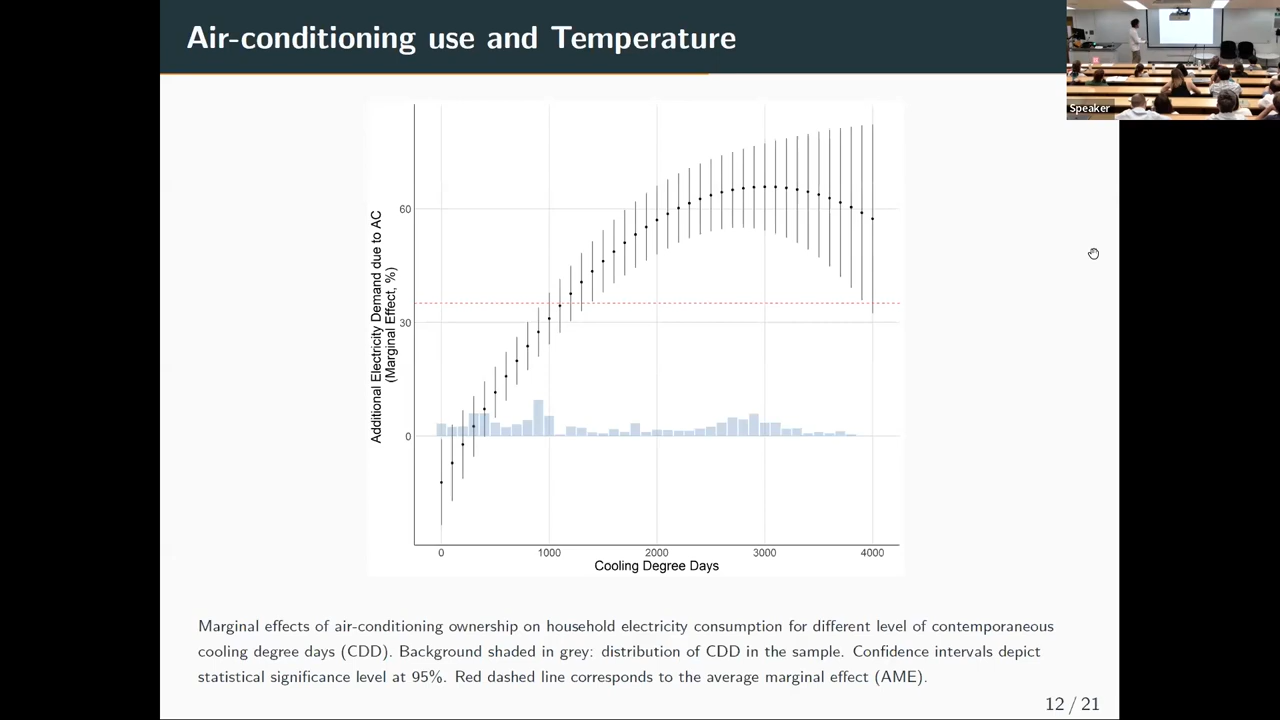 Air-conditioning use and Temperature
Speaker
Additional Electricity Demand due to AC
(Marginal Effect, %)
60
30
0
0 1000 2000 3000 4000
Cooling Degree Days
Marginal effects of air-conditioning ownership on household electricity consumption for different level of contemporaneous
cooling degree days (CDD). Background shaded in grey: distribution of CDD in the sample. Confidence intervals depict
statistical significance level at 95%. Red dashed line corresponds to the average marginal effect (AME).
12 / 21